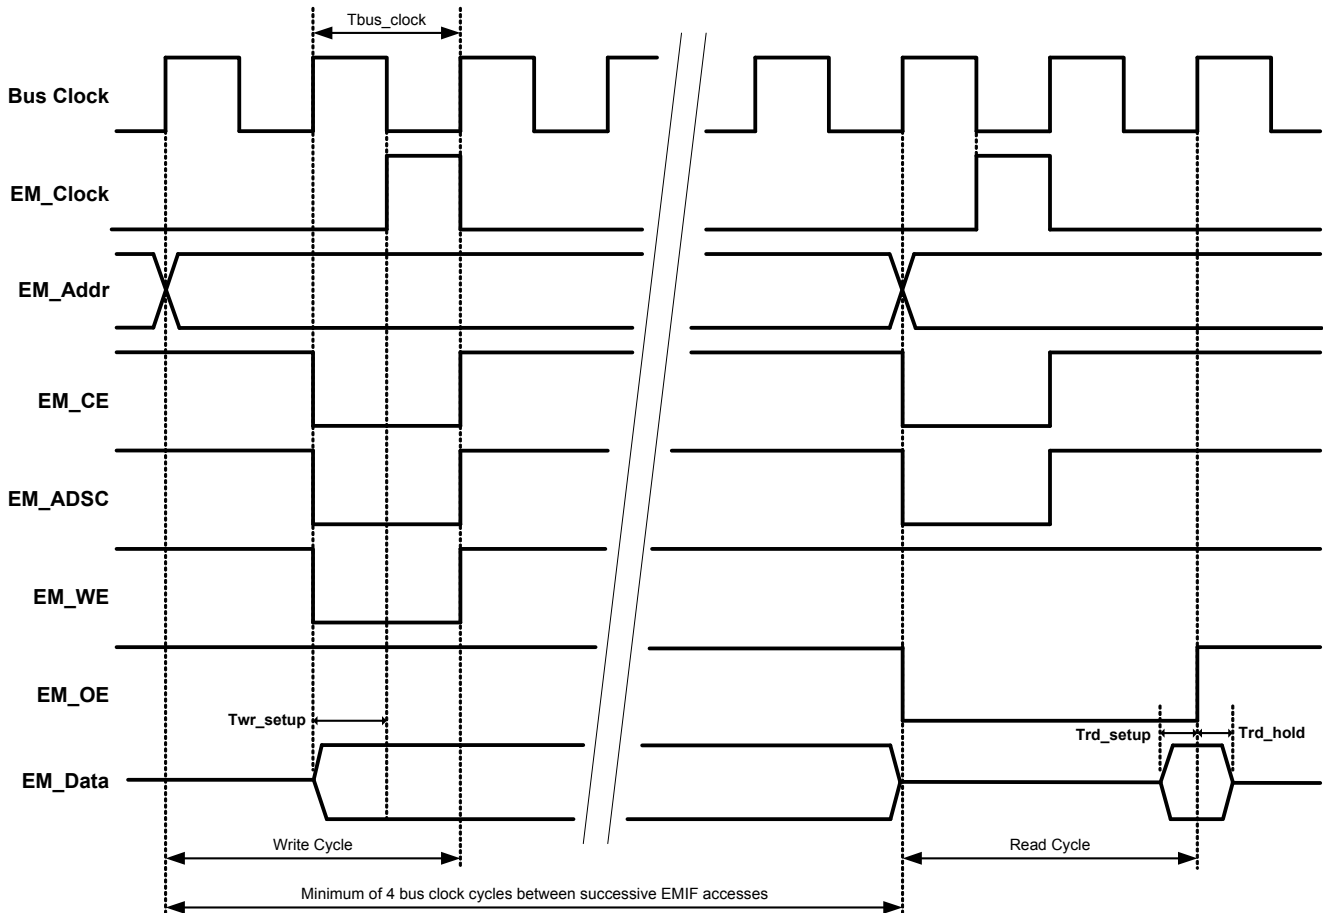 Tbus_clock
Bus Clock
EM_Clock
EM_Addr
EM_CE
EM_ADSC
EM_WE
EM_OE
Twr_setup
Trd_setup
Trd_hold
EM_Data
Write Cycle
Read Cycle
Minimum of 4 bus clock cycles between successive EMIF accesses